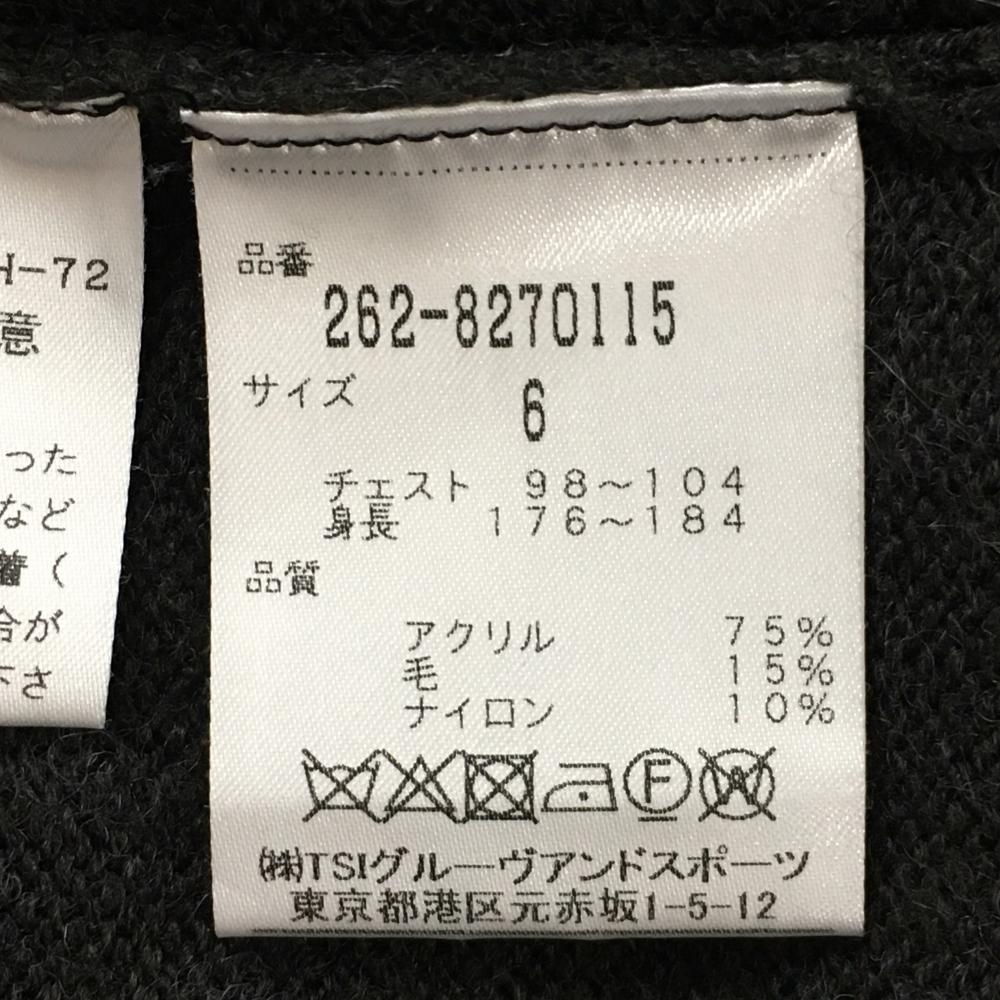 H-72
意
った
など
着く
合が
下さ
品番
262-8270115
サイズ 6
チェスト 98～104
身長 176～184
品質
アクリル 75%
毛 15%
ナイロン 10%
F W
㈱TSIグルーヴアンドスポーツ
東京都港区元赤坂1-5-12